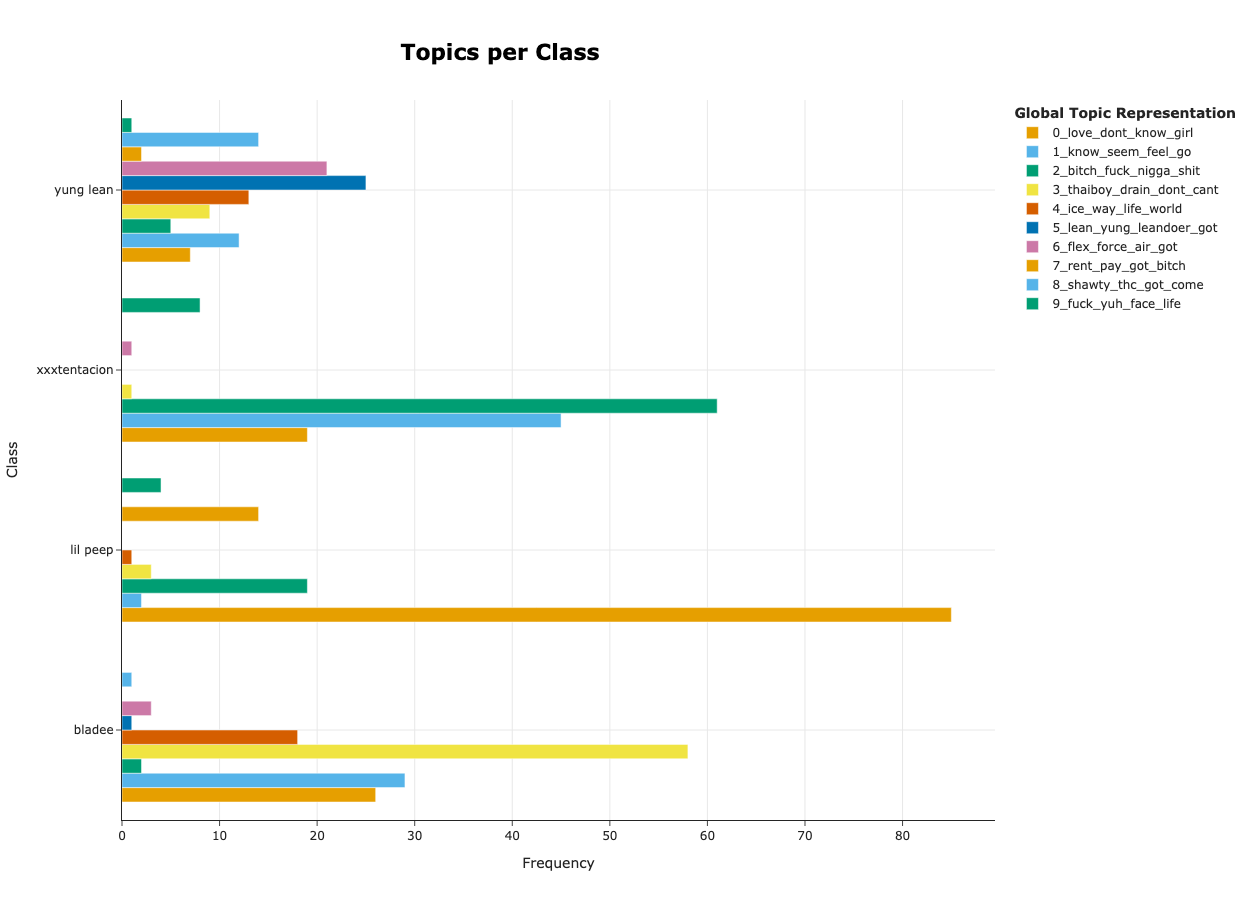 Topics per Class
Global Topic Representation
0_love_dont_know_girl
1_know_seem_feel_go
2_bitch_fuck_nigga_shit
3_thaiboy_drain_dont_cant
4_ice_way_life_world
5_lean_yung_leandoer_got
6_flex_force_air_got
7_rent_pay_got_bitch
8_shawty_thc_got_come
9_fuck_yuh_face_life
yung lean
xxxtentacion
lil peep
bladee
Class
0 10 20 30 40 50 60 70 80
Frequency